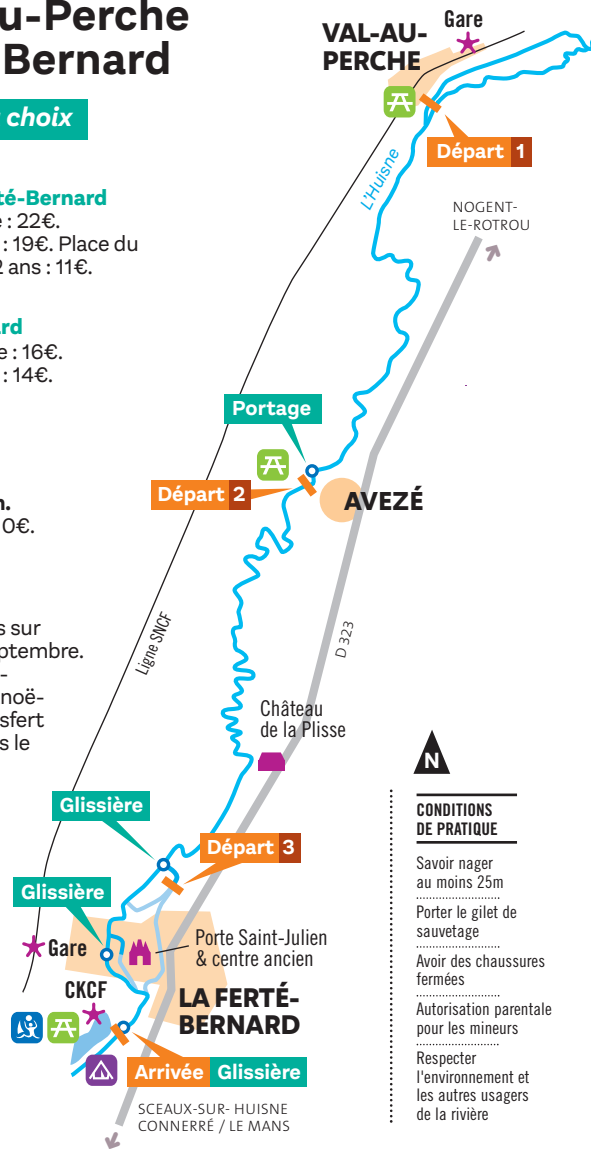 u-Perche
Bernard
choix
té-Bernard
e : 22€.
: 19€. Place du
2 ans : 11€.
ard
e : 16€.
: 14€.
n.
0€.
s sur
ptembre.
-
noë-
sfert
s le
VAL-AU-
PERCHE
Gare
Départ 1
L'Huisne
NOGENT-
LE-ROTROU
Portage
Départ 2
AVEZÉ
Ligne SNCF
D 323
Château
de la Plisse
Glissière
Départ 3
Glissière
Gare
Porte Saint-Julien
& centre ancien
CKCF
LA FERTÉ-
BERNARD
Arrivée Glissière
SCEAUX-SUR- HUISNE
CONNERRÉ / LE MANS
N
CONDITIONS
DE PRATIQUE
Savoir nager
au moins 25m
Porter le gilet de
sauvetage
Avoir des chaussures
fermées
Autorisation parentale
pour les mineurs
Respecter
l'environnement et
les autres usagers
de la rivière